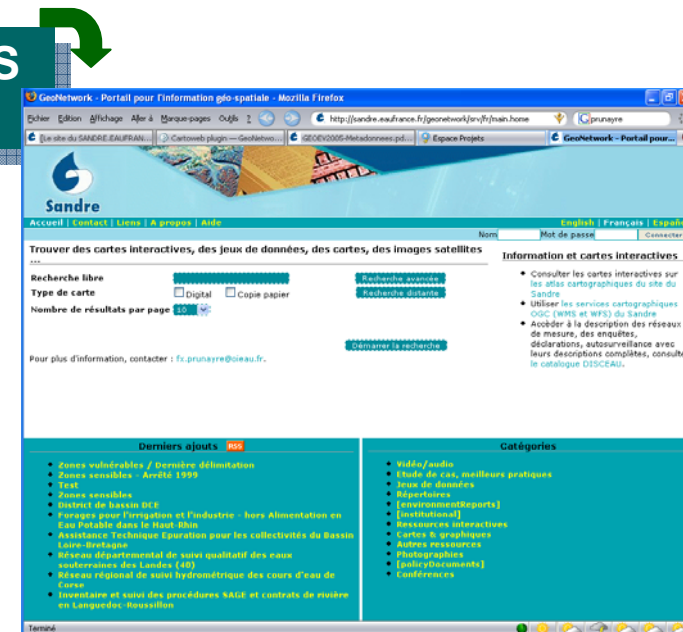 S
GeoNetwork - Portail pour l'information géo-spatiale - Mozilla Firefox
Fichier Edition Affichage Aller à Marque-pages Outils ?
http://sandre.eaufrance.fr/geonetwork/srv/fr/main.home
prunayre
[Le site du SANDRE.EAUFRAN...
Cartoweb plugin — GeoNetwo...
GEOEV2005-Metadonnees.pd...
Espace Projets
GeoNetwork - Portail pour...
Sandre
Accueil | Contact | Liens | A propos | Aide
English | Français | Españo
Nom
Mot de passe
Connecter
Trouver des cartes interactives, des jeux de données, des cartes, des images satellites
...
Recherche libre
Recherche avancée
Type de carte
Digital
Copie papier
Recherche distante
Nombre de résultats par page
10
Démarrer la recherche
Pour plus d'information, contacter : fx.prunayre@oieau.fr.
Information et cartes interactives
Consulter les cartes interactives sur
les atlas cartographiques du site du
Sandre
Utiliser les services cartographiques
OGC (WMS et WFS) du Sandre
Accèder à la description des réseaux
de mesure, des enquêtes,
déclarations, autosurveillance avec
leurs descriptions complètes, consulte
le catalogue DISCEAU.
Derniers ajouts RSS
Zones vulnérables / Dernière délimitation
Zones sensibles - Arrêté 1999
Test
Zones sensibles
District de bassin DCE
Forages pour l'irrigation et l'industrie - hors Alimentation en
Eau Potable dans le Haut-Rhin
Assistance Technique Epuration pour les collectivités du Bassin
Loire-Bretagne
Réseau départemental de suivi qualitatif des eaux
souterraines des Landes (40)
Réseau régional de suivi hydrométrique des cours d'eau de
Corse
Inventaire et suivi des procédures SAGE et contrats de rivière
en Languedoc-Roussillon
Catégories
Vidéo/audio
Etude de cas, meilleurs pratiques
Jeux de données
Répertoires
[environmentReports]
[institutional]
Ressources interactives
Cartes & graphiques
Autres ressources
Photographies
[policyDocuments]
Conférences
Terminé